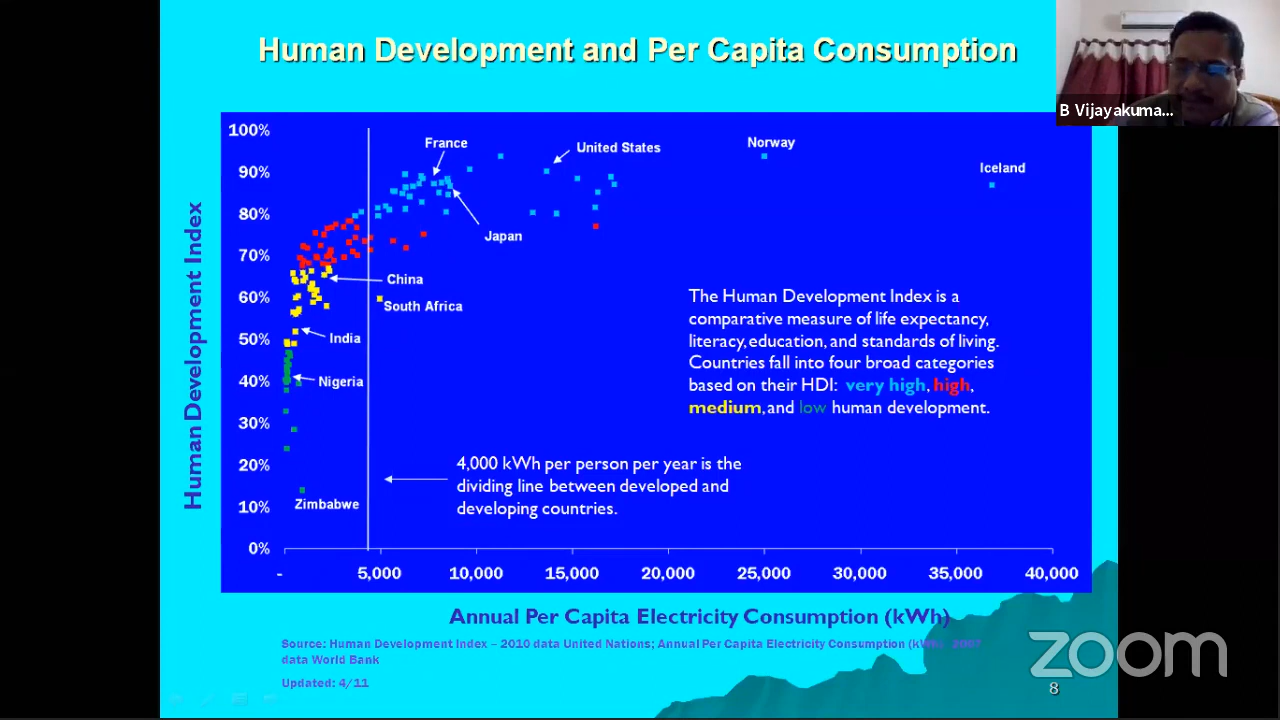 Human Development and Per Capita Consumption
B Vijayakuma...
Human Development Index
100%
90%
80%
70%
60%
50%
40%
30%
20%
10%
0%
France
United States
Norway
Iceland
Japan
China
South Africa
India
Nigeria
Zimbabwe
The Human Development Index is a
comparative measure of life expectancy,
literacy, education, and standards of living.
Countries fall into four broad categories
based on their HDI: very high, high,
medium, and low human development.
4,000 kWh per person per year is the
dividing line between developed and
developing countries.
- 5,000 10,000 15,000 20,000 25,000 30,000 35,000 40,000
Annual Per Capita Electricity Consumption (kWh)
Source: Human Development Index – 2010 data United Nations; Annual Per Capita Electricity Consumption (kWh) - 2007
data World Bank
Updated: 4/11
8
zoom